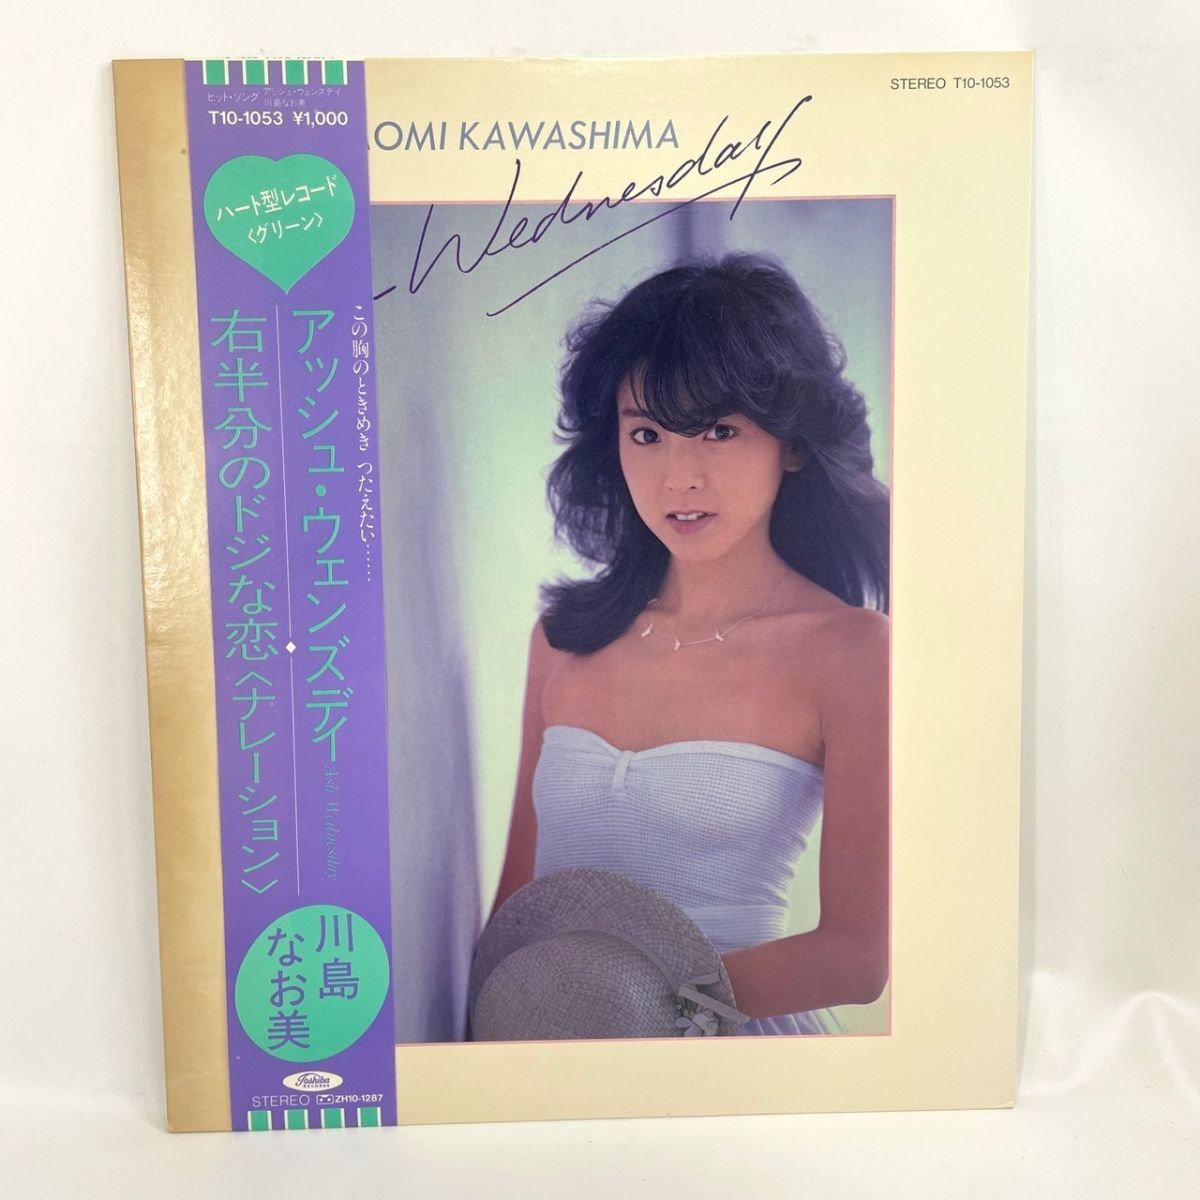 STEREO T10-1053
OMI KAWASHIMA
Wednesday
ヒット・ソング アッシュ・ウェンズデイ
川島なお美
T10-1053 ¥1,000
ハート型レコード
〈グリーン〉
この胸のときめき つたえたい……
アッシュ・ウェンズデイ
Ash Wednesday
右半分のドジな恋〈ナレーション〉
川島
なお美
Toshiba
RECORDS
STEREO ZH10-1287